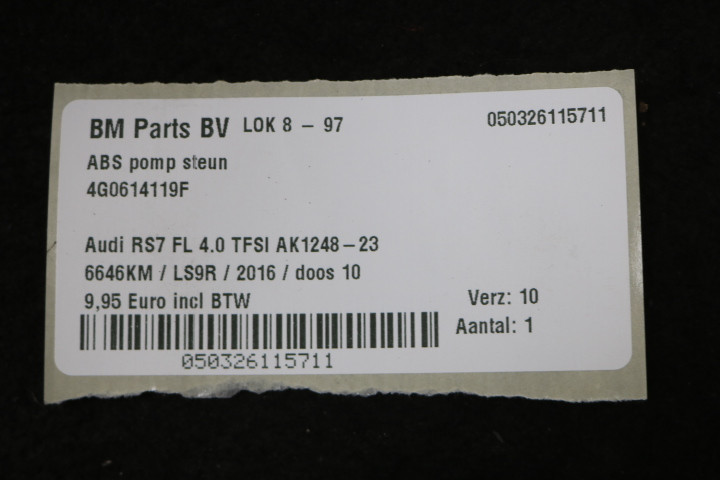 BM Parts BV LOK 8 - 97 050326115711
ABS pomp steun
4G0614119F
Audi RS7 FL 4.0 TFSI AK1248-23
6646KM / LS9R / 2016 / doos 10
9,95 Euro incl BTW Verz: 10
Aantal: 1
050326115711